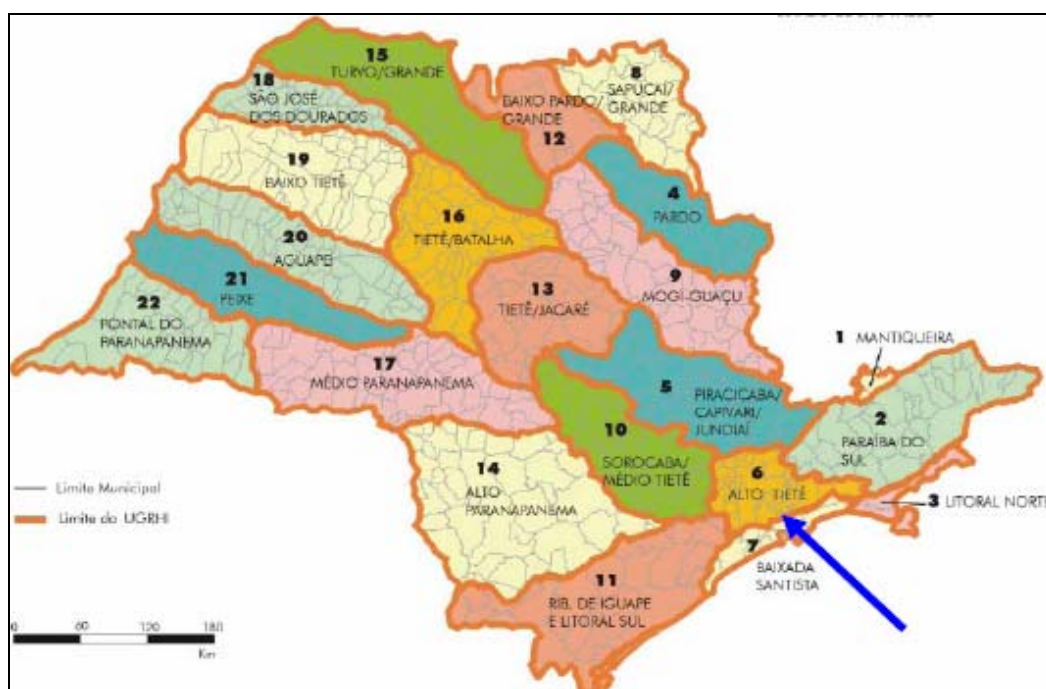 15
TURVO/GRANDE
8
SAPUCAÍ/
GRANDE
18
SÃO JOSÉ
DOS DOURADOS
BAIXO PARDO/
GRANDE
12
19
BAIXO TIETÊ
4
PARDO
16
TIETÊ/BATALHA
20
AGUAPEÍ
9
MOGI-GUAÇU
21
PEIXE
13
TIETÊ/JACARÉ
22
PONTAL DO
PARANAPANEMA
1 MANTIQUEIRA
17
MÉDIO PARANAPANEMA
5
PIRACICABA/
CAPIVARI/
JUNDIAÍ
2
PARAÍBA DO
SUL
10
SOROCABA/
MÉDIO TIETÊ
14
ALTO
PARANAPANEMA
6
ALTO TIETÊ
3 LITORAL NORTE
Limite Municipal
Limite do UGRHI
7
BAIXADA
SANTISTA
11
RIB. DE IGUAPE
E LITORAL SUL
0 60 120 180
Km